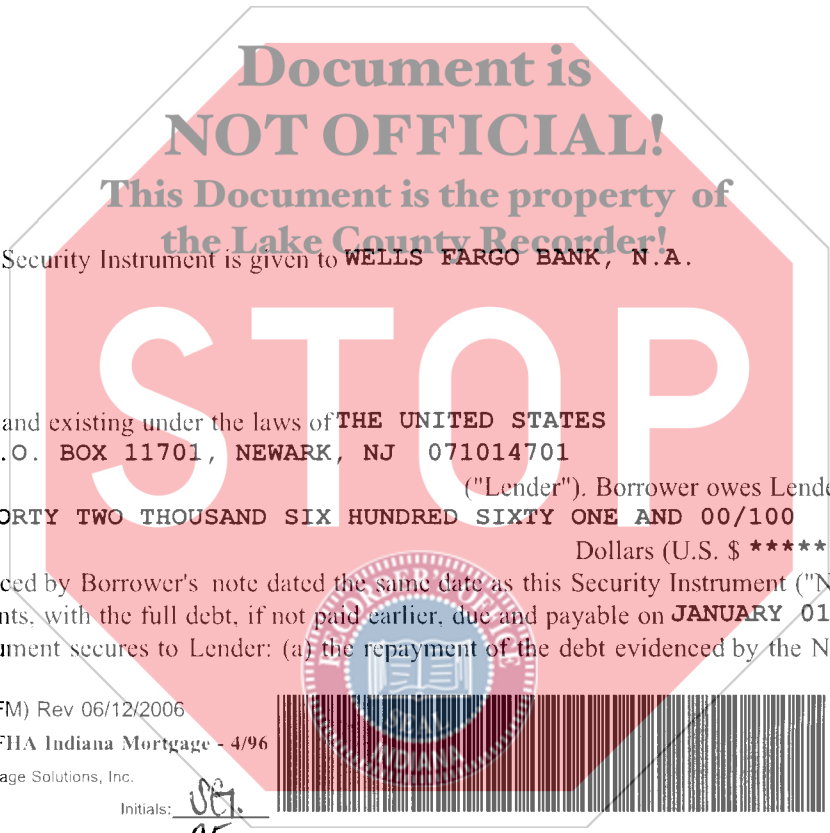 Document is
NOT OFFICIAL!
This Document is the property of
the Lake County Recorder!
Security Instrument is given to WELLS FARGO BANK, N.A.
STOP
and existing under the laws of THE UNITED STATES
.O. BOX 11701, NEWARK, NJ 071014701
("Lender"). Borrower owes Lende
ORTY TWO THOUSAND SIX HUNDRED SIXTY ONE AND 00/100
Dollars (U.S. $ *****
ced by Borrower's note dated the same date as this Security Instrument ("N
nts, with the full debt, if not paid earlier, due and payable on JANUARY 01
ument secures to Lender: (a) the repayment of the debt evidenced by the N
RECORDER'S OFFICE
SEAL
INDIANA
FM) Rev 06/12/2006
FHA Indiana Mortgage - 4/96
age Solutions, Inc.
Initials: